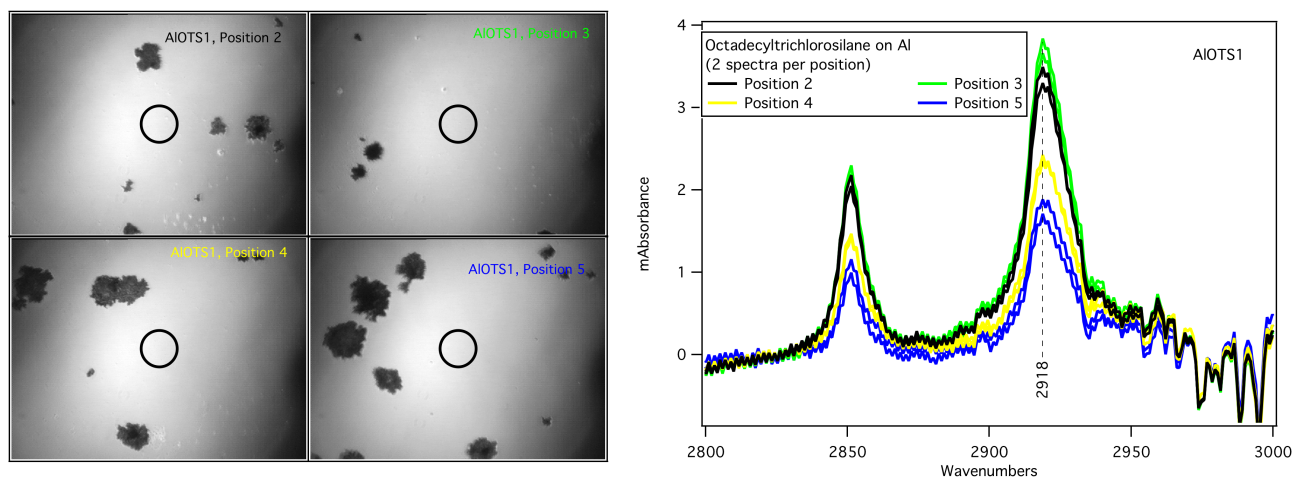 AlOTS1, Position 2
AlOTS1, Position 3
AlOTS1, Position 4
AlOTS1, Position 5
4
3
2
1
0
mAbsorbance
Octadecyltrichlorosilane on Al
(2 spectra per position)
Position 2
Position 3
Position 4
Position 5
AlOTS1
2918
2800
2850
2900
2950
3000
Wavenumbers